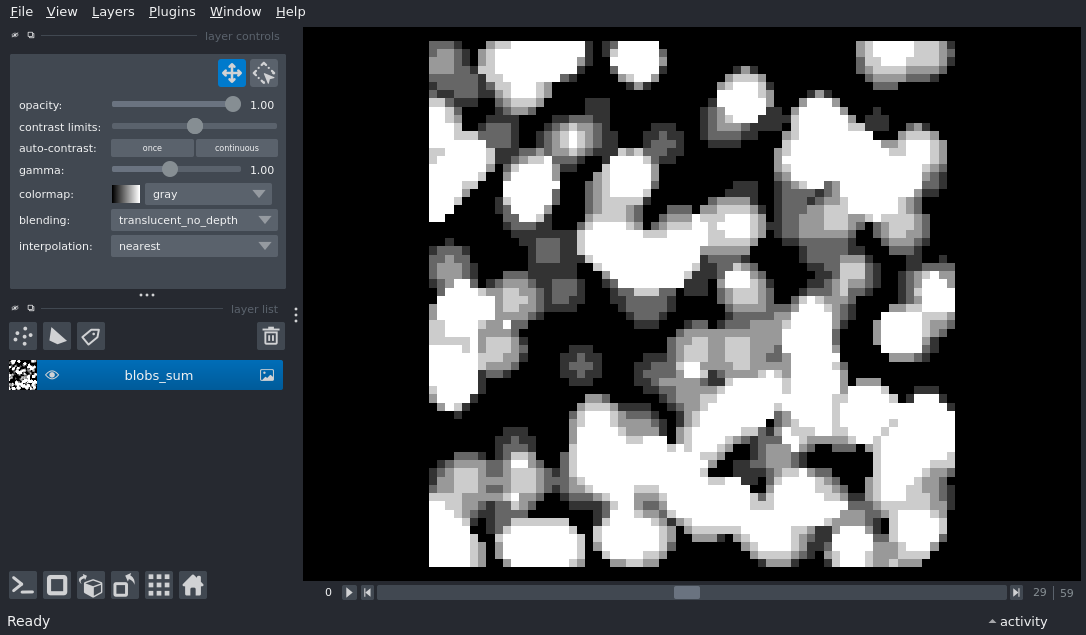 File View Layers Plugins Window Help
layer controls
opacity: 1.00
contrast limits:
auto-contrast: once continuous
gamma: 1.00
colormap: gray
blending: translucent_no_depth
interpolation: nearest
layer list
blobs_sum
0 29 59
Ready activity